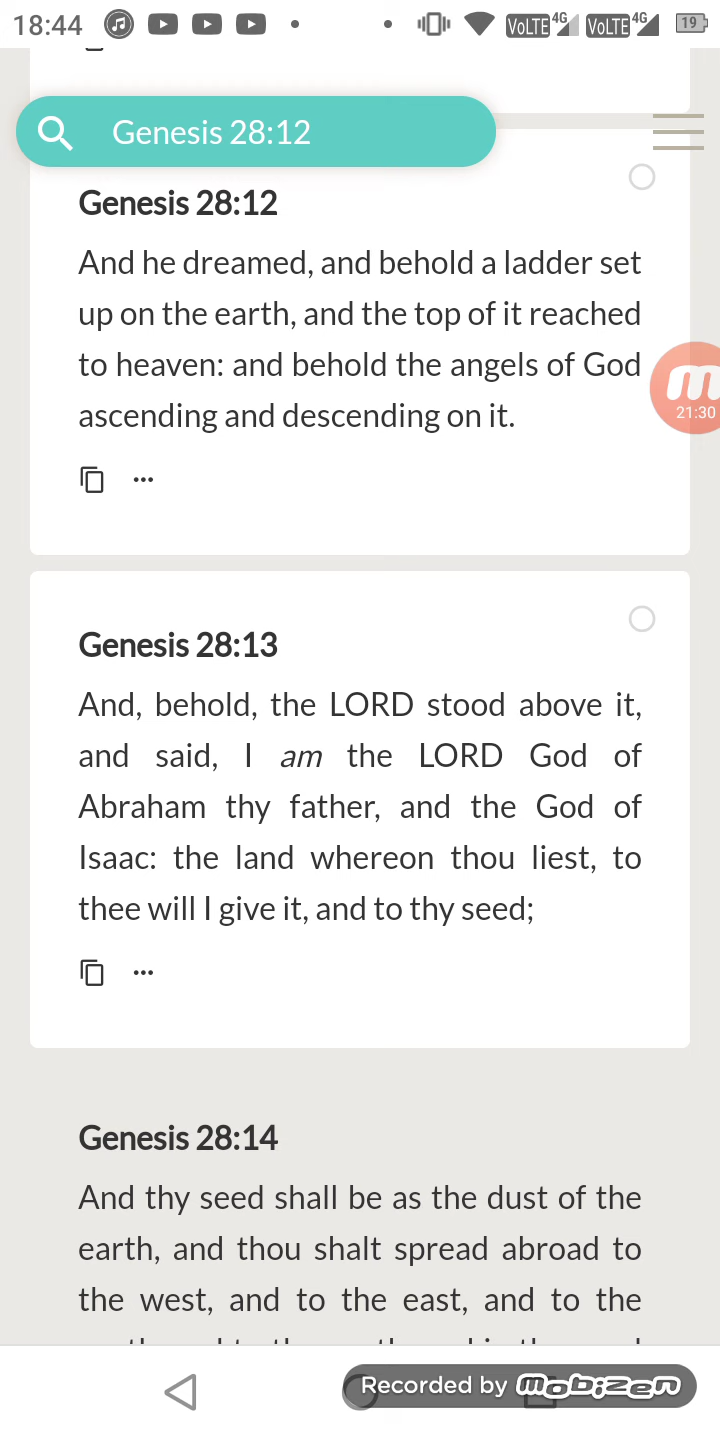 18:44
VoLTE 4G VoLTE 4G 19
Genesis 28:12
Genesis 28:12
And he dreamed, and behold a ladder set
up on the earth, and the top of it reached
to heaven: and behold the angels of God
ascending and descending on it.
m
21:30
Genesis 28:13
And, behold, the LORD stood above it,
and said, I am the LORD God of
Abraham thy father, and the God of
Isaac: the land whereon thou liest, to
thee will I give it, and to thy seed;
Genesis 28:14
And thy seed shall be as the dust of the
earth, and thou shalt spread abroad to
the west, and to the east, and to the
Recorded by mobizen